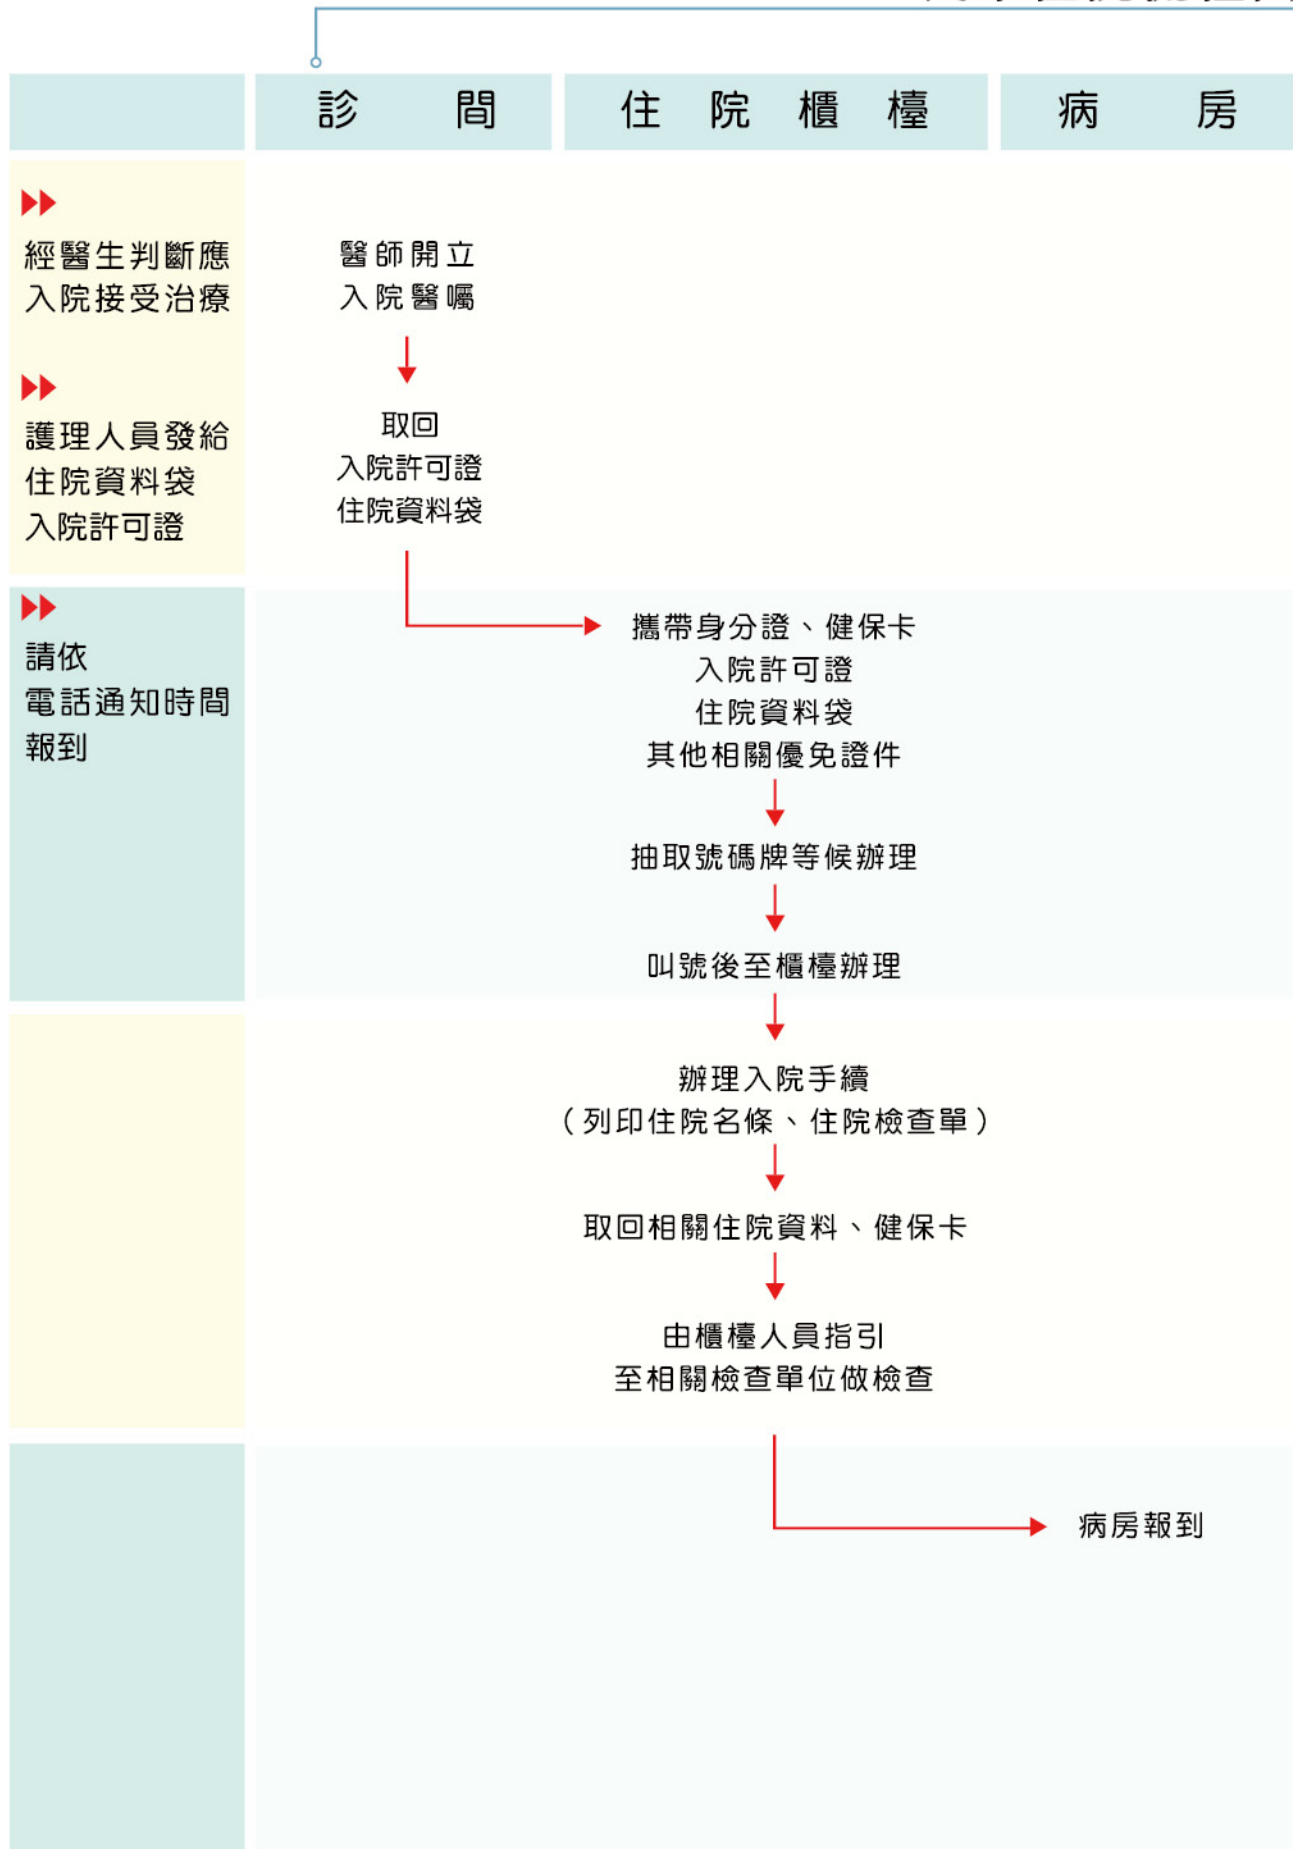 診間
住院櫃檯
病房
經醫生判斷應
入院接受治療
醫師開立
入院醫囑
護理人員發給
住院資料袋
入院許可證
取回
入院許可證
住院資料袋
請依
電話通知時間
報到
攜帶身分證、健保卡
入院許可證
住院資料袋
其他相關優免證件
抽取號碼牌等候辦理
叫號後至櫃檯辦理
辦理入院手續
（列印住院名條、住院檢查單）
取回相關住院資料、健保卡
由櫃檯人員指引
至相關檢查單位做檢查
病房報到